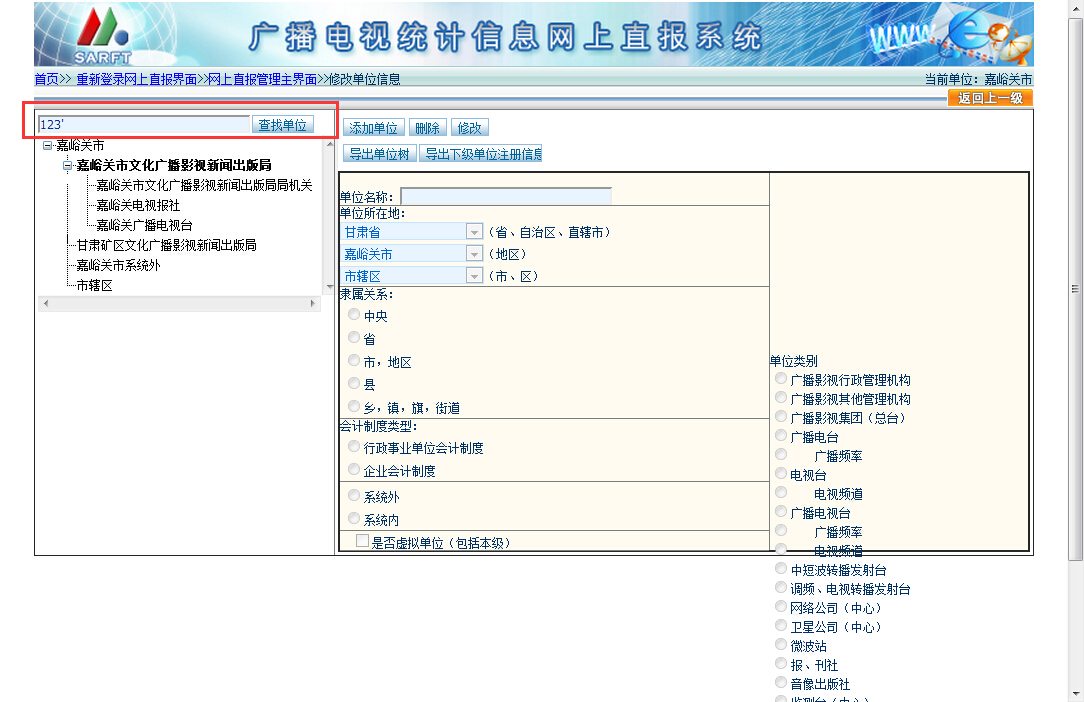 SARFT
广播电视统计信息网上直报系统
WWW
首页>> 重新登录网上直报界面>>网上直报管理主界面>>修改单位信息
当前单位：嘉峪关市
返回上一级
123'
查找单位
嘉峪关市
嘉峪关市文化广播影视新闻出版局
嘉峪关市文化广播影视新闻出版局局机关
嘉峪关电视报社
嘉峪关广播电视台
甘肃矿区文化广播影视新闻出版局
嘉峪关市系统外
市辖区
添加单位 删除 修改
导出单位树 导出下级单位注册信息
单位名称：
单位所在地：
甘肃省 （省、自治区、直辖市）
嘉峪关市 （地区）
市辖区 （市、区）
隶属关系：
中央
省
市，地区
县
乡，镇，旗，街道
会计制度类型：
行政事业单位会计制度
企业会计制度
系统外
系统内
是否虚拟单位（包括本级）
单位类别
广播影视行政管理机构
广播影视其他管理机构
广播影视集团（总台）
广播电台
广播频率
电视台
电视频道
广播电视台
广播频率
电视频道
中短波转播发射台
调频、电视转播发射台
网络公司（中心）
卫星公司（中心）
微波站
报、刊社
音像出版社
监测台（中心）